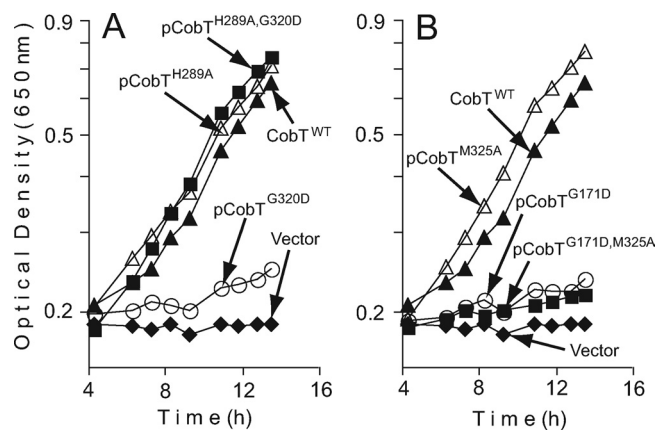 A
B
Optical Density (650nm)
0.9
0.5
0.2
pCobT^H289A,G320D
pCobT^H289A
CobT^WT
pCobT^G320D
Vector
4
8
12
16
Time (h)
0.9
0.5
0.2
CobT^WT
pCobT^M325A
pCobT^G171D
pCobT^G171D,M325A
Vector
4
8
12
16
Time (h)